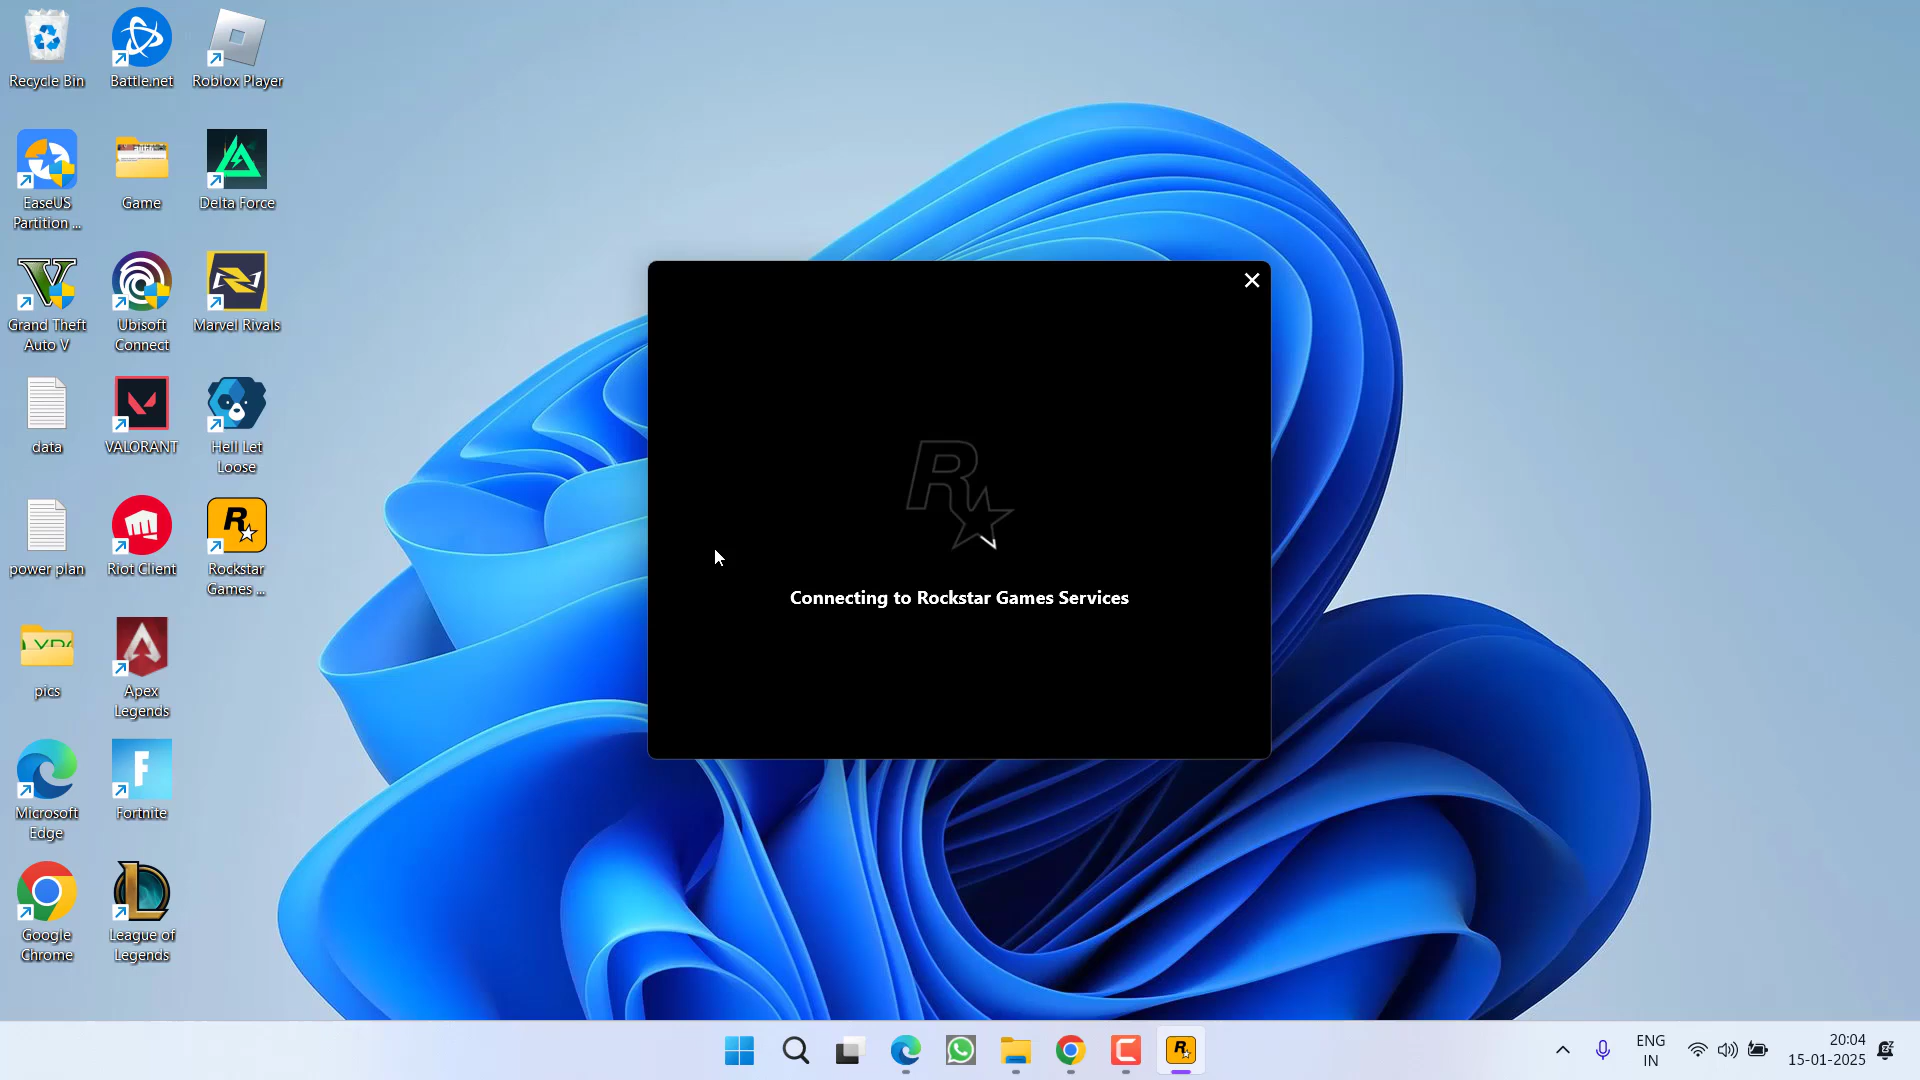 Recycle Bin
Battle.net
Roblox Player
EaseUS
Partition ...
Game
Delta Force
Grand Theft
Auto V
Ubisoft
Connect
Marvel Rivals
data
VALORANT
Hell Let
Loose
power plan
Riot Client
Rockstar
Games ...
pics
Apex
Legends
Microsoft
Edge
Fortnite
Google
Chrome
League of
Legends
Connecting to Rockstar Games Services
ENG
IN
20:04
15-01-2025